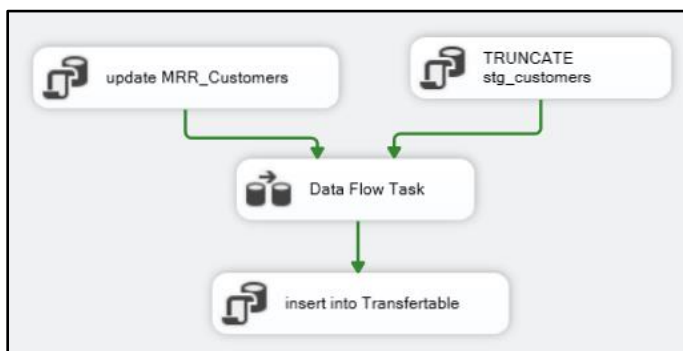 update MRR_Customers
TRUNCATE
stg_customers
Data Flow Task
insert into Transfertable